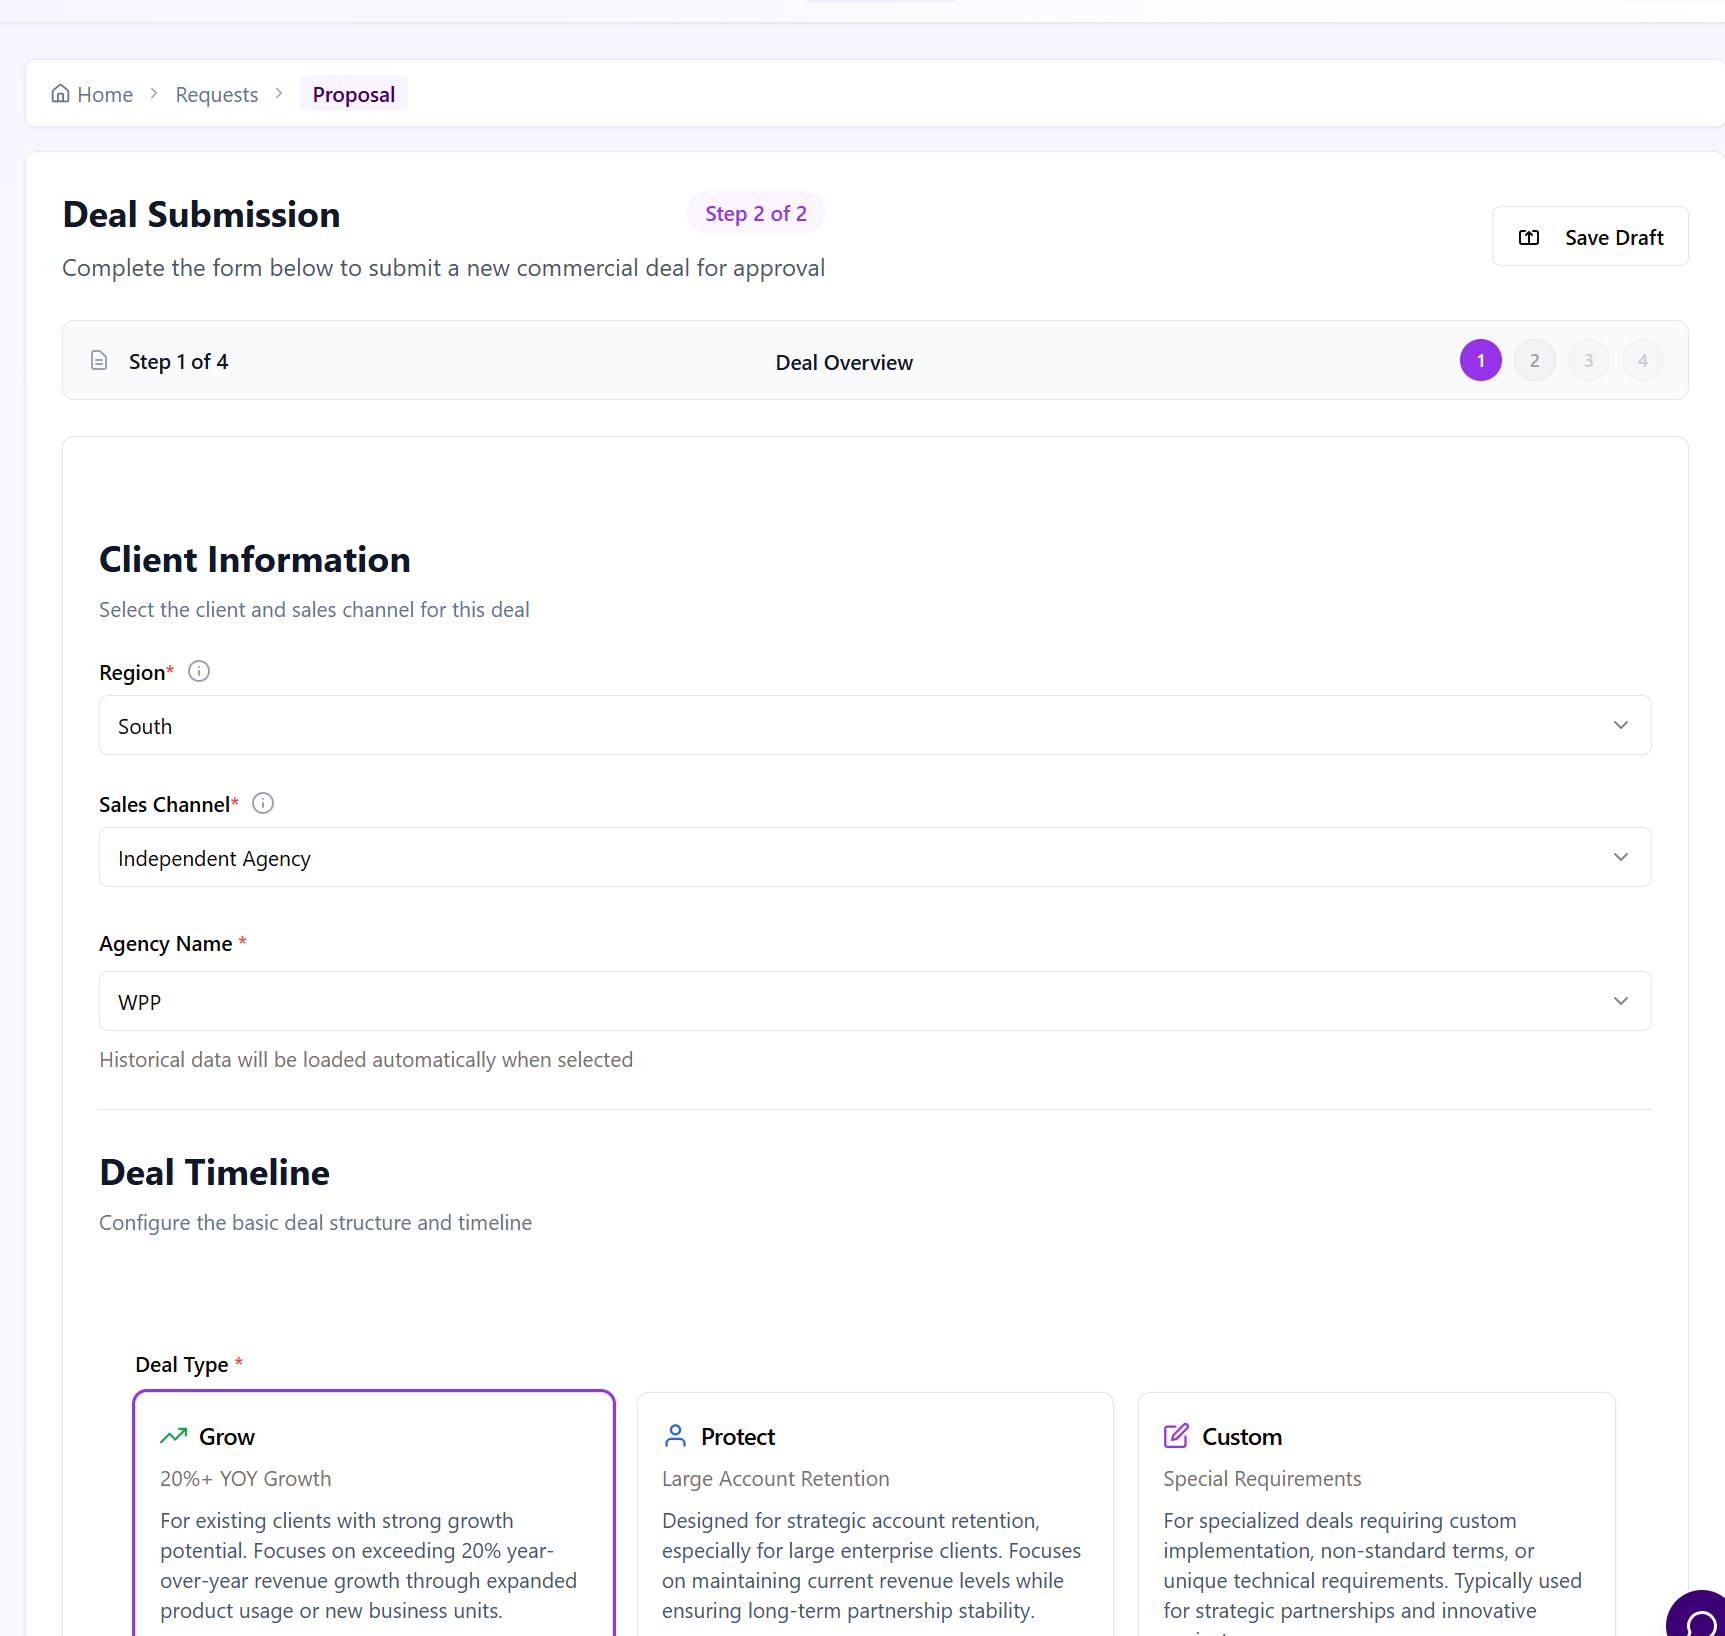 Home > Requests > Proposal
Deal Submission
Step 2 of 2
Complete the form below to submit a new commercial deal for approval
Save Draft
Step 1 of 4
Deal Overview
1 2 3 4
Client Information
Select the client and sales channel for this deal
Region*
South
Sales Channel*
Independent Agency
Agency Name *
WPP
Historical data will be loaded automatically when selected
Deal Timeline
Configure the basic deal structure and timeline
Deal Type *
Grow
20%+ YOY Growth
For existing clients with strong growth
potential. Focuses on exceeding 20% year-
over-year revenue growth through expanded
product usage or new business units.
Protect
Large Account Retention
Designed for strategic account retention,
especially for large enterprise clients. Focuses
on maintaining current revenue levels while
ensuring long-term partnership stability.
Custom
Special Requirements
For specialized deals requiring custom
implementation, non-standard terms, or
unique technical requirements. Typically used
for strategic partnerships and innovative